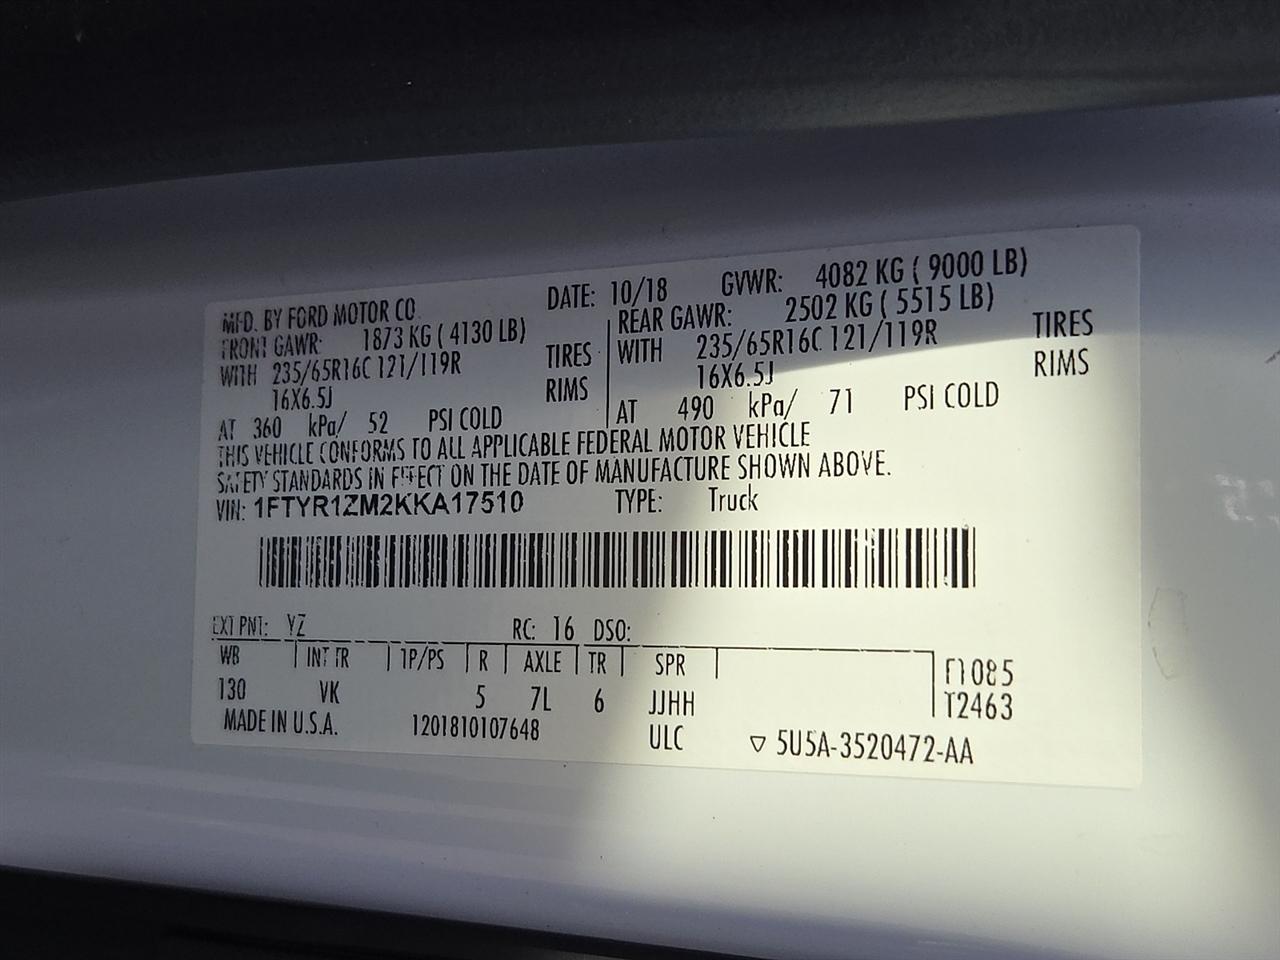 MFD. BY FORD MOTOR CO. DATE: 10/18 GVWR: 4082 KG ( 9000 LB)
FRONT GAWR: 1873 KG ( 4130 LB) REAR GAWR: 2502 KG ( 5515 LB)
WITH 235/65R16C 121/119R TIRES WITH 235/65R16C 121/119R TIRES
16X6.5J RIMS 16X6.5J RIMS
AT 360 kPa/ 52 PSI COLD AT 490 kPa/ 71 PSI COLD
THIS VEHICLE CONFORMS TO ALL APPLICABLE FEDERAL MOTOR VEHICLE
SAFETY STANDARDS IN EFFECT ON THE DATE OF MANUFACTURE SHOWN ABOVE.
VIN: 1FTYR1ZM2KKA17510 TYPE: Truck
EXT PNT: YZ RC: 16 DSO:
WB INT TR TP/PS R AXLE TR SPR F1085
130 VK 5 7L 6 JJHH T2463
MADE IN U.S.A. 1201810107648 ULC ▽ 5U5A-3520472-AA